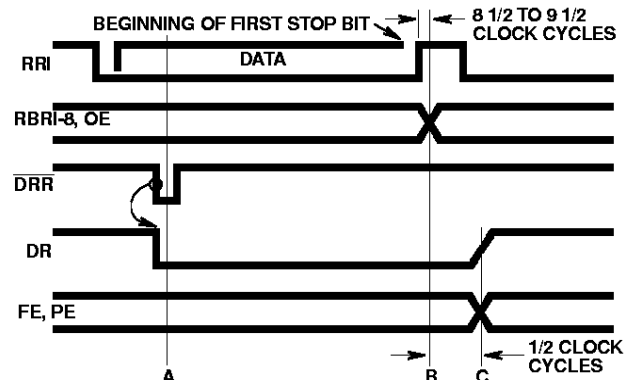 BEGINNING OF FIRST STOP BIT
8 1/2 TO 9 1/2
CLOCK CYCLES
RRI
DATA
RBRI-8, OE
DRR
DR
FE, PE
1/2 CLOCK
CYCLES
A
B
C